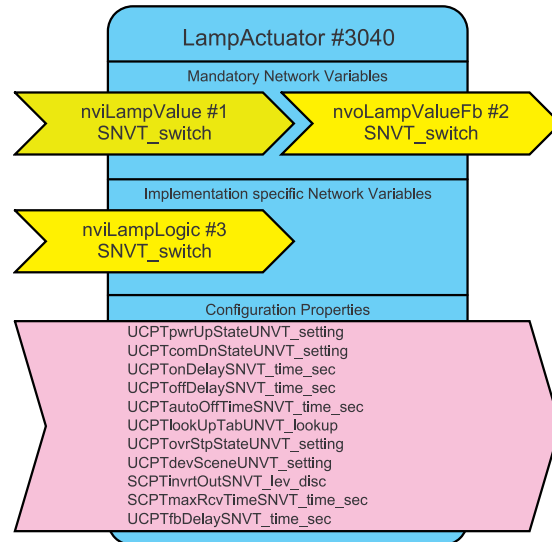 LampActuator #3040
Mandatory Network Variables
nviLampValue #1
SNVT_switch
nvoLampValueFb #2
SNVT_switch
Implementation specific Network Variables
nviLampLogic #3
SNVT_switch
Configuration Properties
UCPTpwrUpStateUNVT_setting
UCPTcomDnStateUNVT_setting
UCPTonDelaySNVT_time_sec
UCPToffDelaySNVT_time_sec
UCPTautoOffTimeSNVT_time_sec
UCPTlookUpTabUNVT_lookup
UCPTovrStpStateUNVT_setting
UCPTdevSceneUNVT_setting
SCPTinvrtOutSNVT_lev_disc
SCPTmaxRcvTimeSNVT_time_sec
UCPTfbDelaySNVT_time_sec